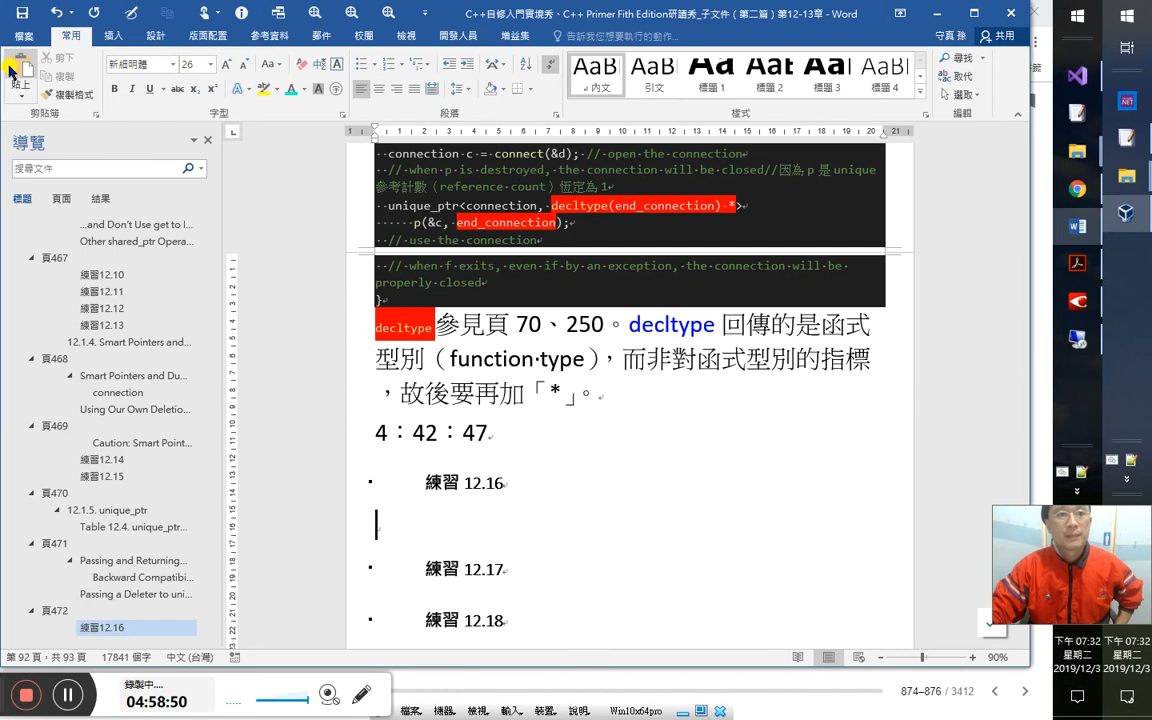 C++自修入門實境秀、C++ Primer Fith Edition研讀秀_子文件（第二篇）第12-13章 - Word
檔案 常用 插入 設計 版面配置 參考資料 郵件 校閱 檢視 開發人員 增益集 告訴我您想要執行的動作... 守真 孫 共用
貼上
剪下
複製
複製格式
新細明體 26
AaB AaBb Aab AaB AaB AaBb
內文 引文 標題 1 標題 2 標題 3 標題 4
尋找
取代
選取
剪貼簿 字型 段落 樣式 編輯
導覽
搜尋文件
標題 頁面 結果
...and Don't Use get to I...
Other shared_ptr Opera...
頁467
練習12.10
練習12.11
練習12.12
練習12.13
12.1.4. Smart Pointers and...
頁468
Smart Pointers and Du...
connection
Using Our Own Deletio...
頁469
Caution: Smart Point...
練習12.14
練習12.15
頁470
12.1.5. unique_ptr
Table 12.4. unique_ptr...
頁471
Passing and Returning...
Backward Compatibi...
Passing a Deleter to uni...
頁472
練習12.16
connection c = connect(&d); // open the connection
// when p is destroyed, the connection will be closed//因為 p 是 unique
參考計數（reference count）恆定為 1
unique_ptr<connection, decltype(end_connection) *>
p(&c, end_connection);
// use the connection
// when f exits, even if by an exception, the connection will be
properly closed
}
decltype 參見頁 70、250。decltype 回傳的是函式
型別（function type），而非對函式型別的指標
，故後要再加「*」。
4：42：47
練習 12.16
練習 12.17
練習 12.18
第 92 頁，共 93 頁 17841 個字 中文 (台灣) 90%
錄製中...
04:58:50
874–876 / 3412
檔案 機器 檢視 輸入 裝置 說明 Win10x64pro
下午 07:32
星期二
2019/12/3
下午 07:32
星期二
2019/12/3